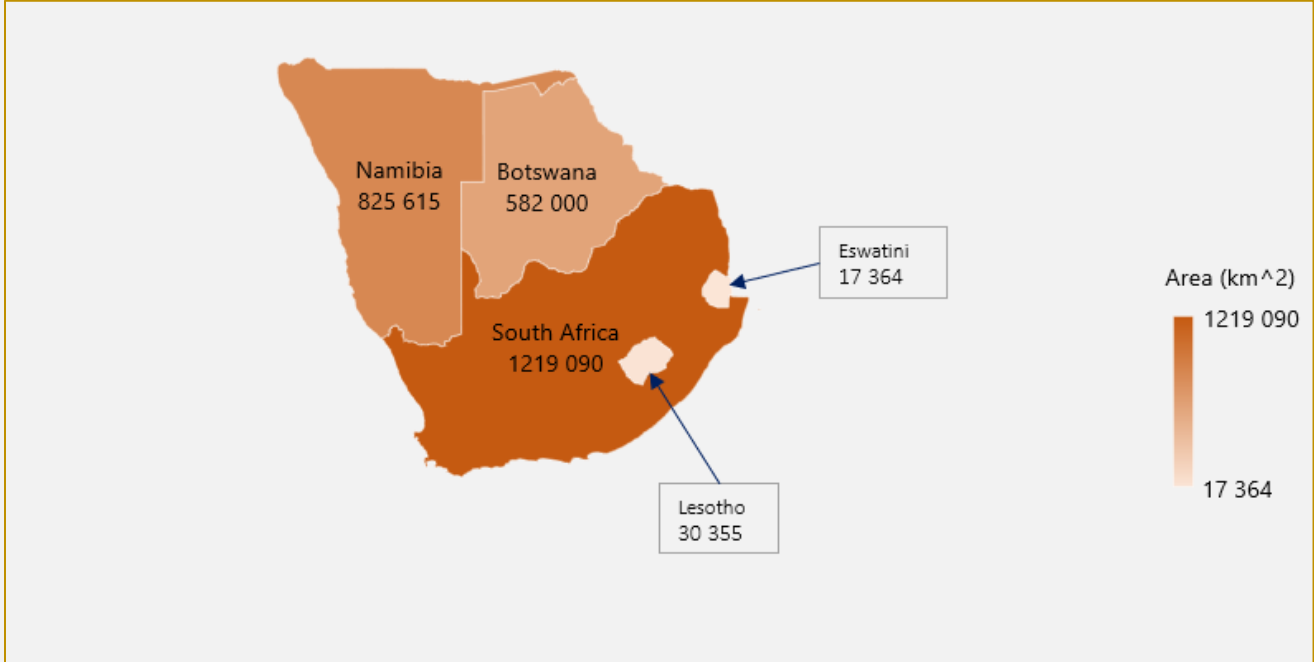 Namibia
825 615
Botswana
582 000
Eswatini
17 364
South Africa
1219 090
Lesotho
30 355
Area (km^2)
1219 090
17 364